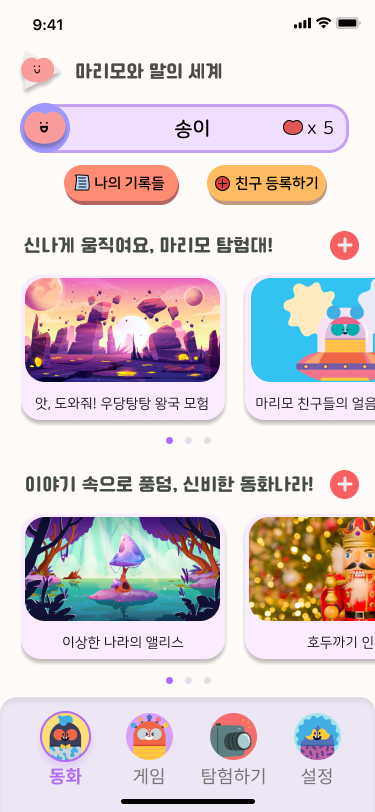 9:41
마리모와 말의 세계
송이
x 5
나의 기록들
친구 등록하기
신나게 움직여요, 마리모 탐험대!
앗, 도와줘! 우당탕탕 왕국 모험
마리모 친구들의 얼음
이야기 속으로 풍덩, 신비한 동화나라!
이상한 나라의 앨리스
호두까기 인
동화
게임
탐험하기
설정